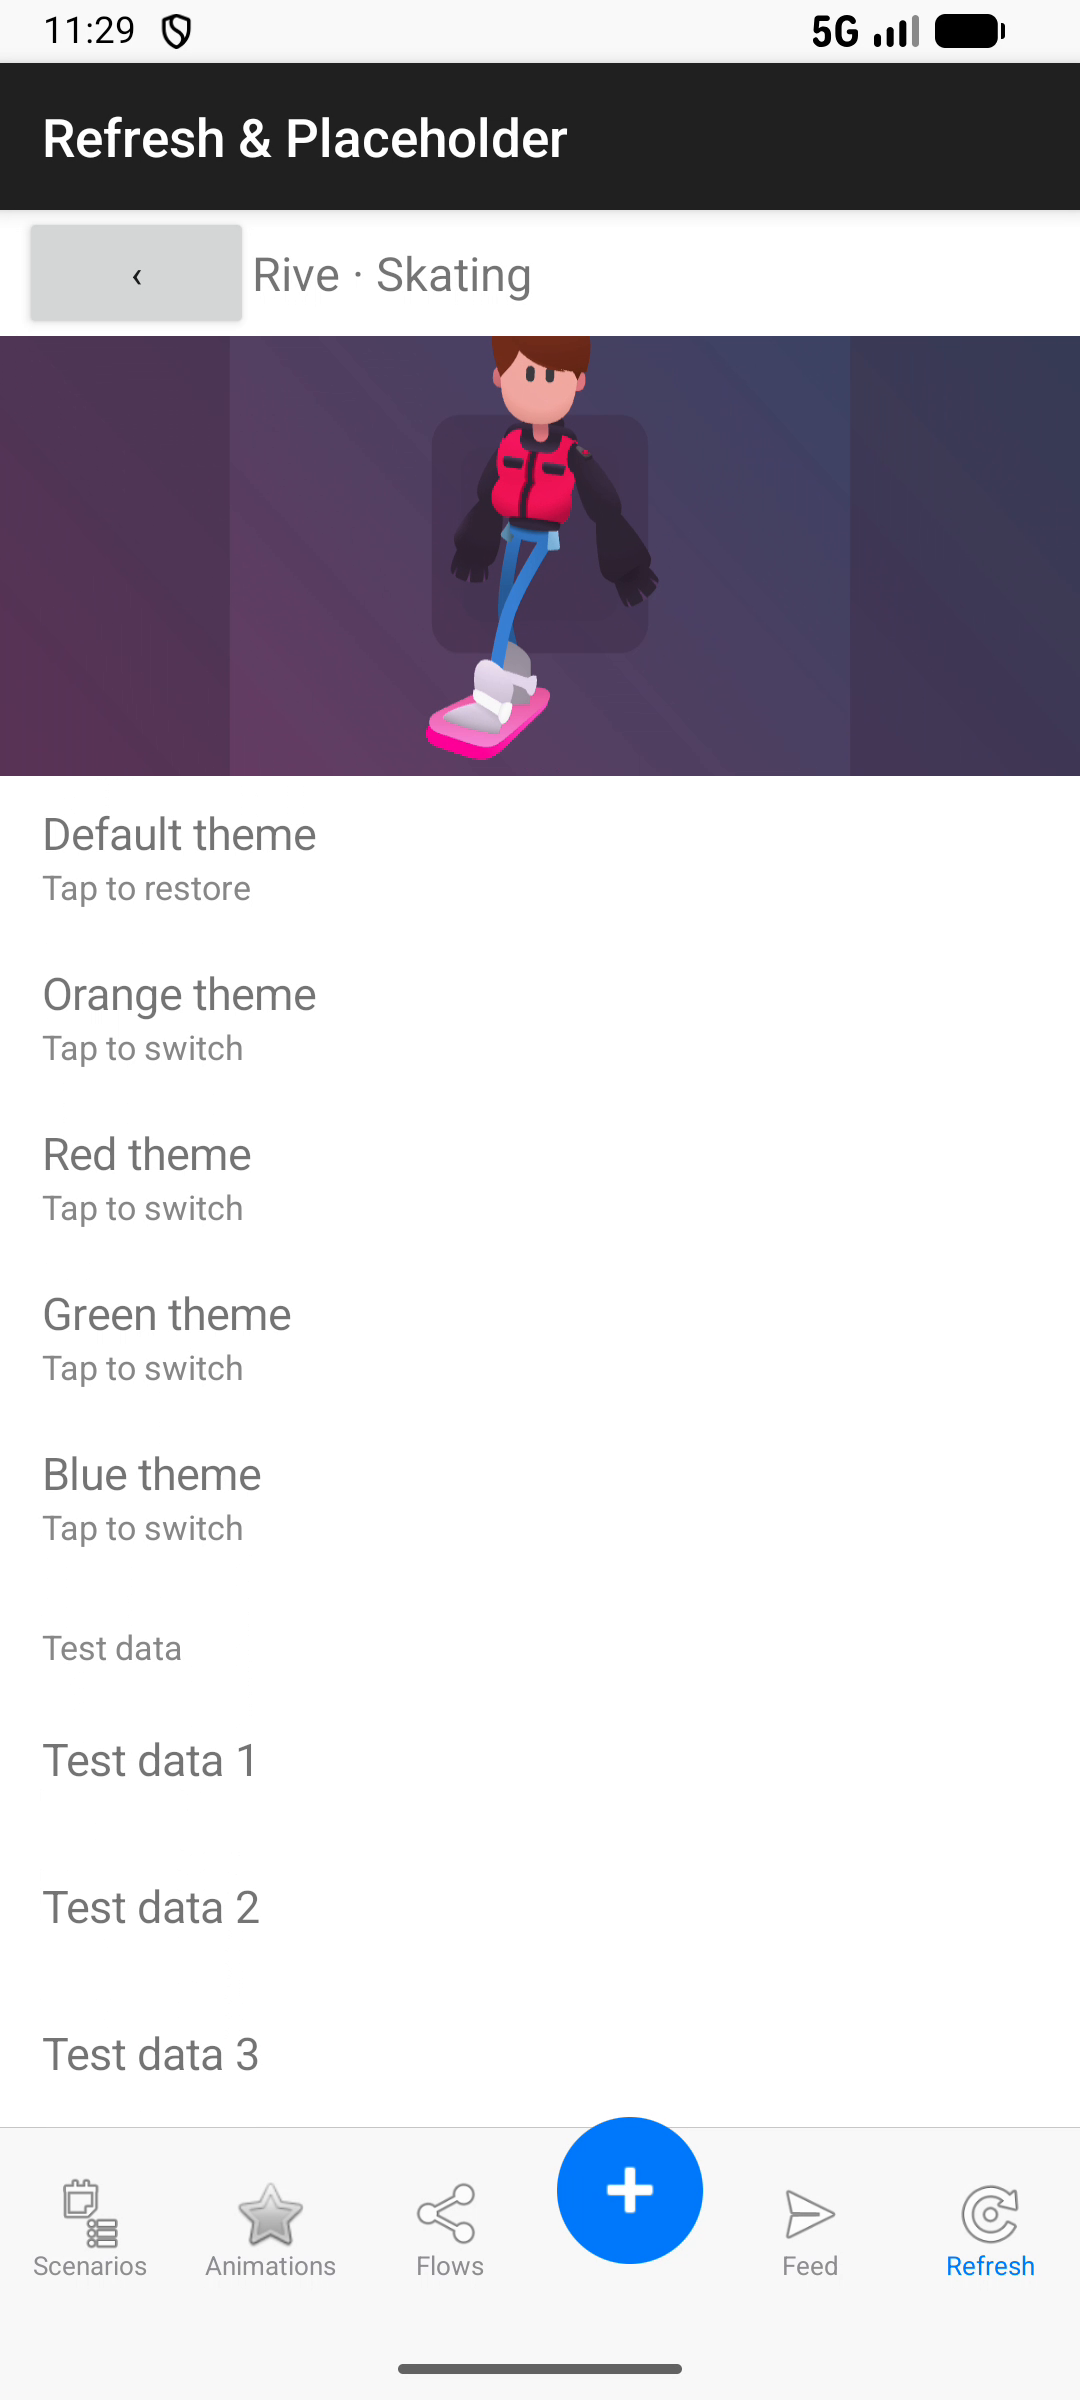 11:29 5G
Refresh & Placeholder
‹ Rive · Skating
Default theme
Tap to restore
Orange theme
Tap to switch
Red theme
Tap to switch
Green theme
Tap to switch
Blue theme
Tap to switch
Test data
Test data 1
Test data 2
Test data 3
Scenarios Animations Flows Feed Refresh